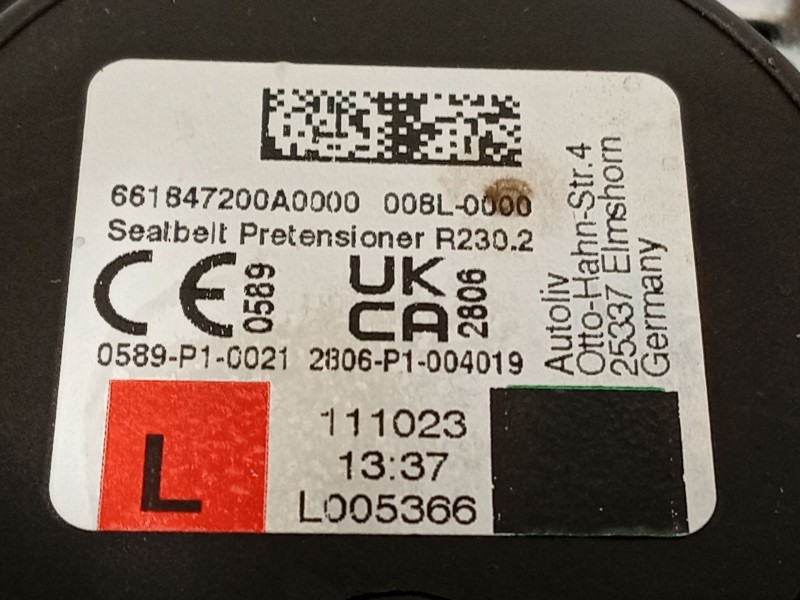 661847200A0000 008L-0000
Seatbelt Pretensioner R230.2
CE 0589
UK CA 2806
0589-P1-0021 2806-P1-004019
L
111023
13:37
L005366
Autoliv
Otto-Hahn-Str.4
25337 Elmshorn
Germany